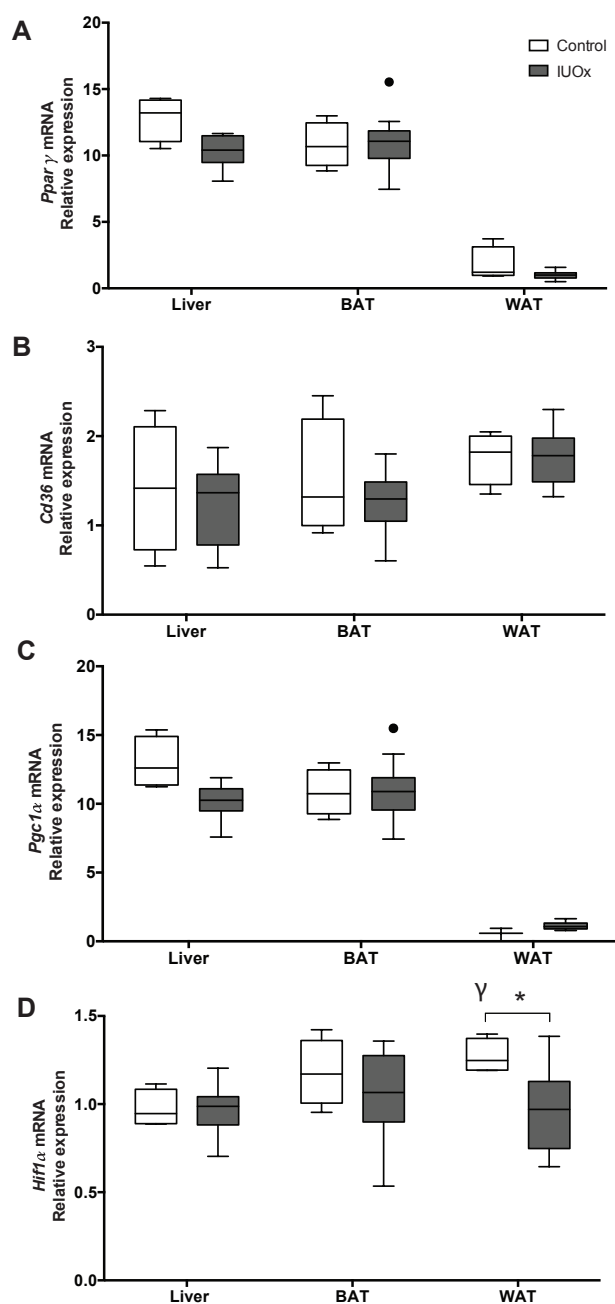 A
20
15
10
5
0
Ppar γ mRNA
Relative expression
Control
IUOx
Liver BAT WAT
B
3
2
1
0
Cd36 mRNA
Relative expression
Liver BAT WAT
C
20
15
10
5
0
Pgc1α mRNA
Relative expression
Liver BAT WAT
D
1.5
1.0
0.5
0.0
Hif1α mRNA
Relative expression
γ *
Liver BAT WAT